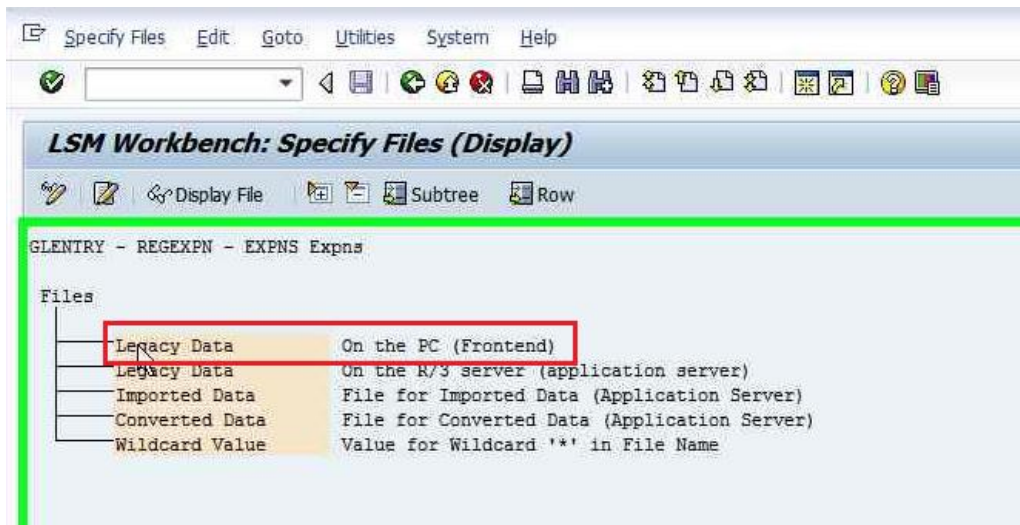 Specify Files Edit Goto Utilities System Help
LSM Workbench: Specify Files (Display)
Display File Subtree Row
GLENTRY - REGEXPN - EXPNS Expns
Files
Legacy Data On the PC (Frontend)
Legacy Data On the R/3 server (application server)
Imported Data File for Imported Data (Application Server)
Converted Data File for Converted Data (Application Server)
Wildcard Value Value for Wildcard '*' in File Name